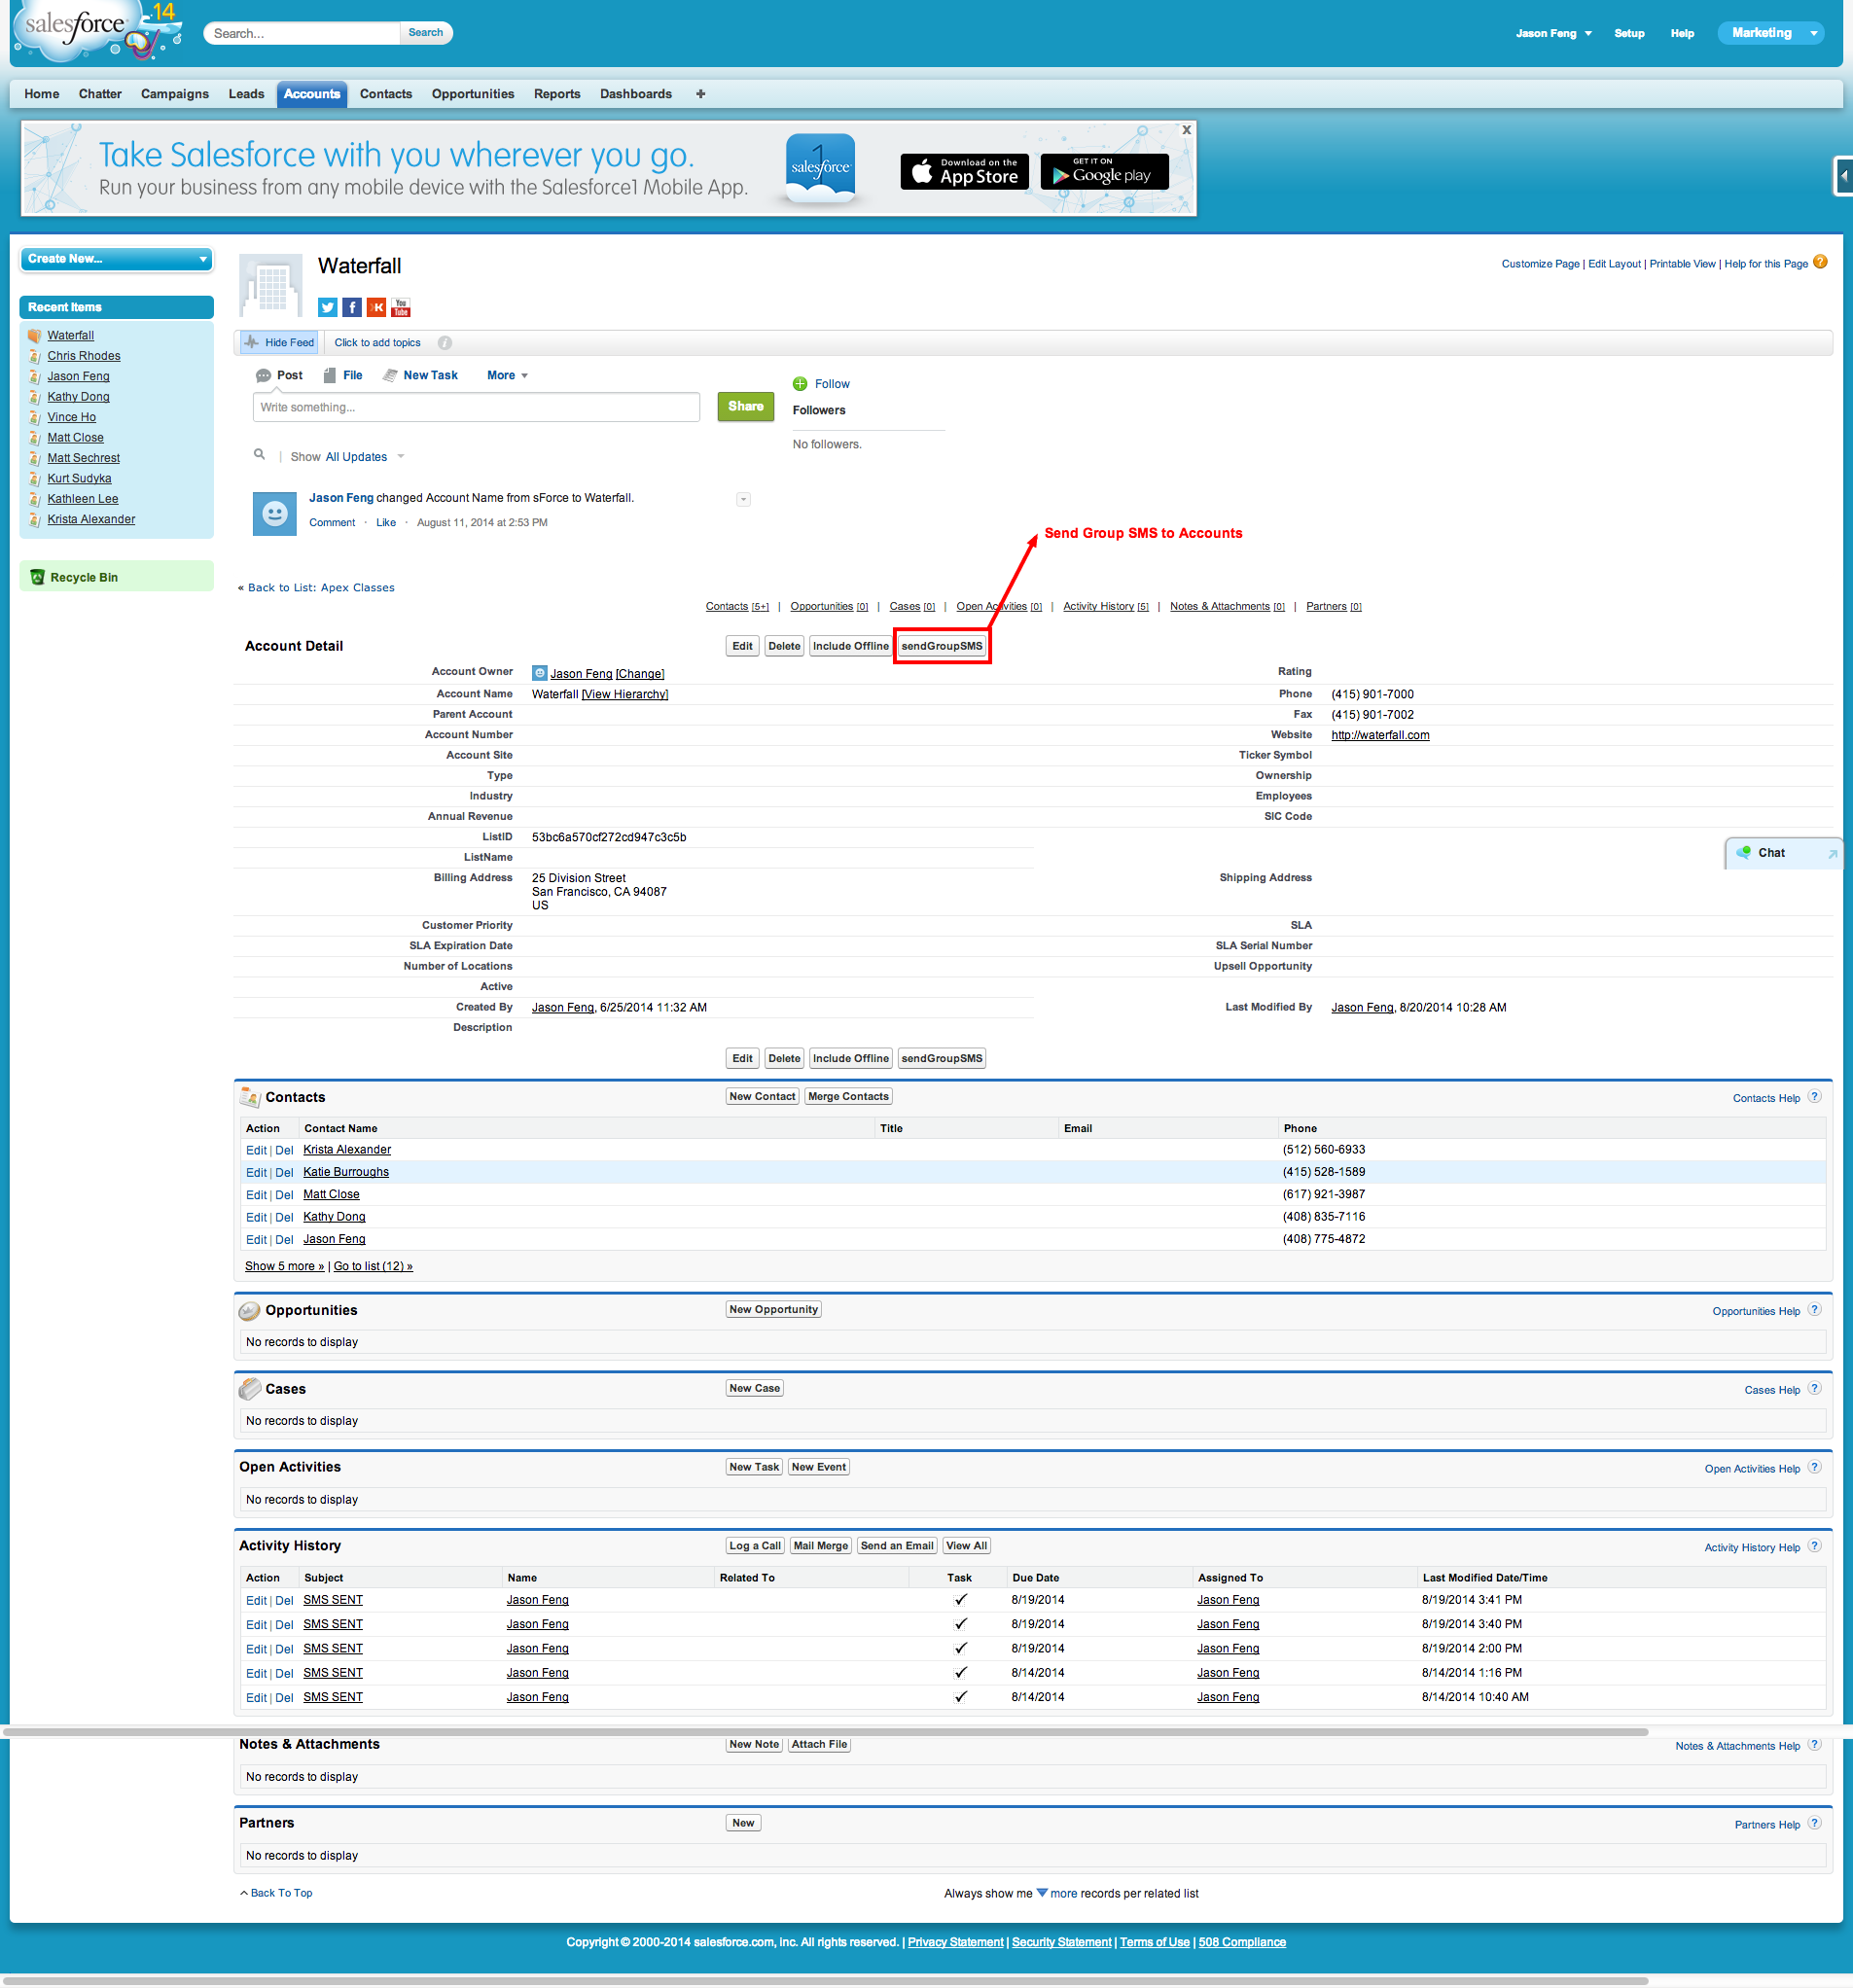 salesforce
14
Search...
Search
Jason Feng
Setup
Help
Marketing
Home Chatter Campaigns Leads Accounts Contacts Opportunities Reports Dashboards +
Take Salesforce with you wherever you go.
Run your business from any mobile device with the Salesforce1 Mobile App.
1
salesforce
Download on the
App Store
GET IT ON
Google play
X
Create New...
Recent Items
Waterfall
Chris Rhodes
Jason Feng
Kathy Dong
Vince Ho
Matt Close
Matt Sechrest
Kurt Sudyka
Kathleen Lee
Krista Alexander
Recycle Bin
Waterfall
Customize Page | Edit Layout | Printable View | Help for this Page ?
You
Tube
Hide Feed Click to add topics i
Post File New Task More
Write something...
Share
Follow
Followers
No followers.
Show All Updates
Jason Feng changed Account Name from sForce to Waterfall.
Comment · Like · August 11, 2014 at 2:53 PM
Send Group SMS to Accounts
« Back to List: Apex Classes
Contacts [5+] | Opportunities [0] | Cases [0] | Open Activities [0] | Activity History [5] | Notes & Attachments [0] | Partners [0]
Account Detail Edit Delete Include Offline sendGroupSMS
Account Owner Jason Feng [Change] Rating
Account Name Waterfall [View Hierarchy] Phone (415) 901-7000
Parent Account Fax (415) 901-7002
Account Number Website http://waterfall.com
Account Site Ticker Symbol
Type Ownership
Industry Employees
Annual Revenue SIC Code
ListID 53bc6a570cf272cd947c3c5b
ListName
Billing Address 25 Division Street Shipping Address
San Francisco, CA 94087
US
Customer Priority SLA
SLA Expiration Date SLA Serial Number
Number of Locations Upsell Opportunity
Active
Created By Jason Feng, 6/25/2014 11:32 AM Last Modified By Jason Feng, 8/20/2014 10:28 AM
Description
Chat
Edit Delete Include Offline sendGroupSMS
Contacts New Contact Merge Contacts Contacts Help ?
Action Contact Name Title Email Phone
Edit | Del Krista Alexander (512) 560-6933
Edit | Del Katie Burroughs (415) 528-1589
Edit | Del Matt Close (617) 921-3987
Edit | Del Kathy Dong (408) 835-7116
Edit | Del Jason Feng (408) 775-4872
Show 5 more » | Go to list (12) »
Opportunities New Opportunity Opportunities Help ?
No records to display
Cases New Case Cases Help ?
No records to display
Open Activities New Task New Event Open Activities Help ?
No records to display
Activity History Log a Call Mail Merge Send an Email View All Activity History Help ?
Action Subject Name Related To Task Due Date Assigned To Last Modified Date/Time
Edit | Del SMS SENT Jason Feng 8/19/2014 Jason Feng 8/19/2014 3:41 PM
Edit | Del SMS SENT Jason Feng 8/19/2014 Jason Feng 8/19/2014 3:40 PM
Edit | Del SMS SENT Jason Feng 8/19/2014 Jason Feng 8/19/2014 2:00 PM
Edit | Del SMS SENT Jason Feng 8/14/2014 Jason Feng 8/14/2014 1:16 PM
Edit | Del SMS SENT Jason Feng 8/14/2014 Jason Feng 8/14/2014 10:40 AM
Notes & Attachments New Note Attach File Notes & Attachments Help ?
No records to display
Partners New Partners Help ?
No records to display
Back To Top Always show me more records per related list
Copyright © 2000-2014 salesforce.com, inc. All rights reserved. | Privacy Statement | Security Statement | Terms of Use | 508 Compliance